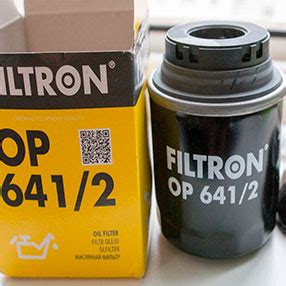 FILTRON®
ORIGINAL EQUIPMENT QUALITY
OP
641/2
OIL FILTER
FILTR OLEJU
ÖLFILTER
МАСЛЯНЫЙ ФИЛЬТР
FILTRON®
OP 641/2